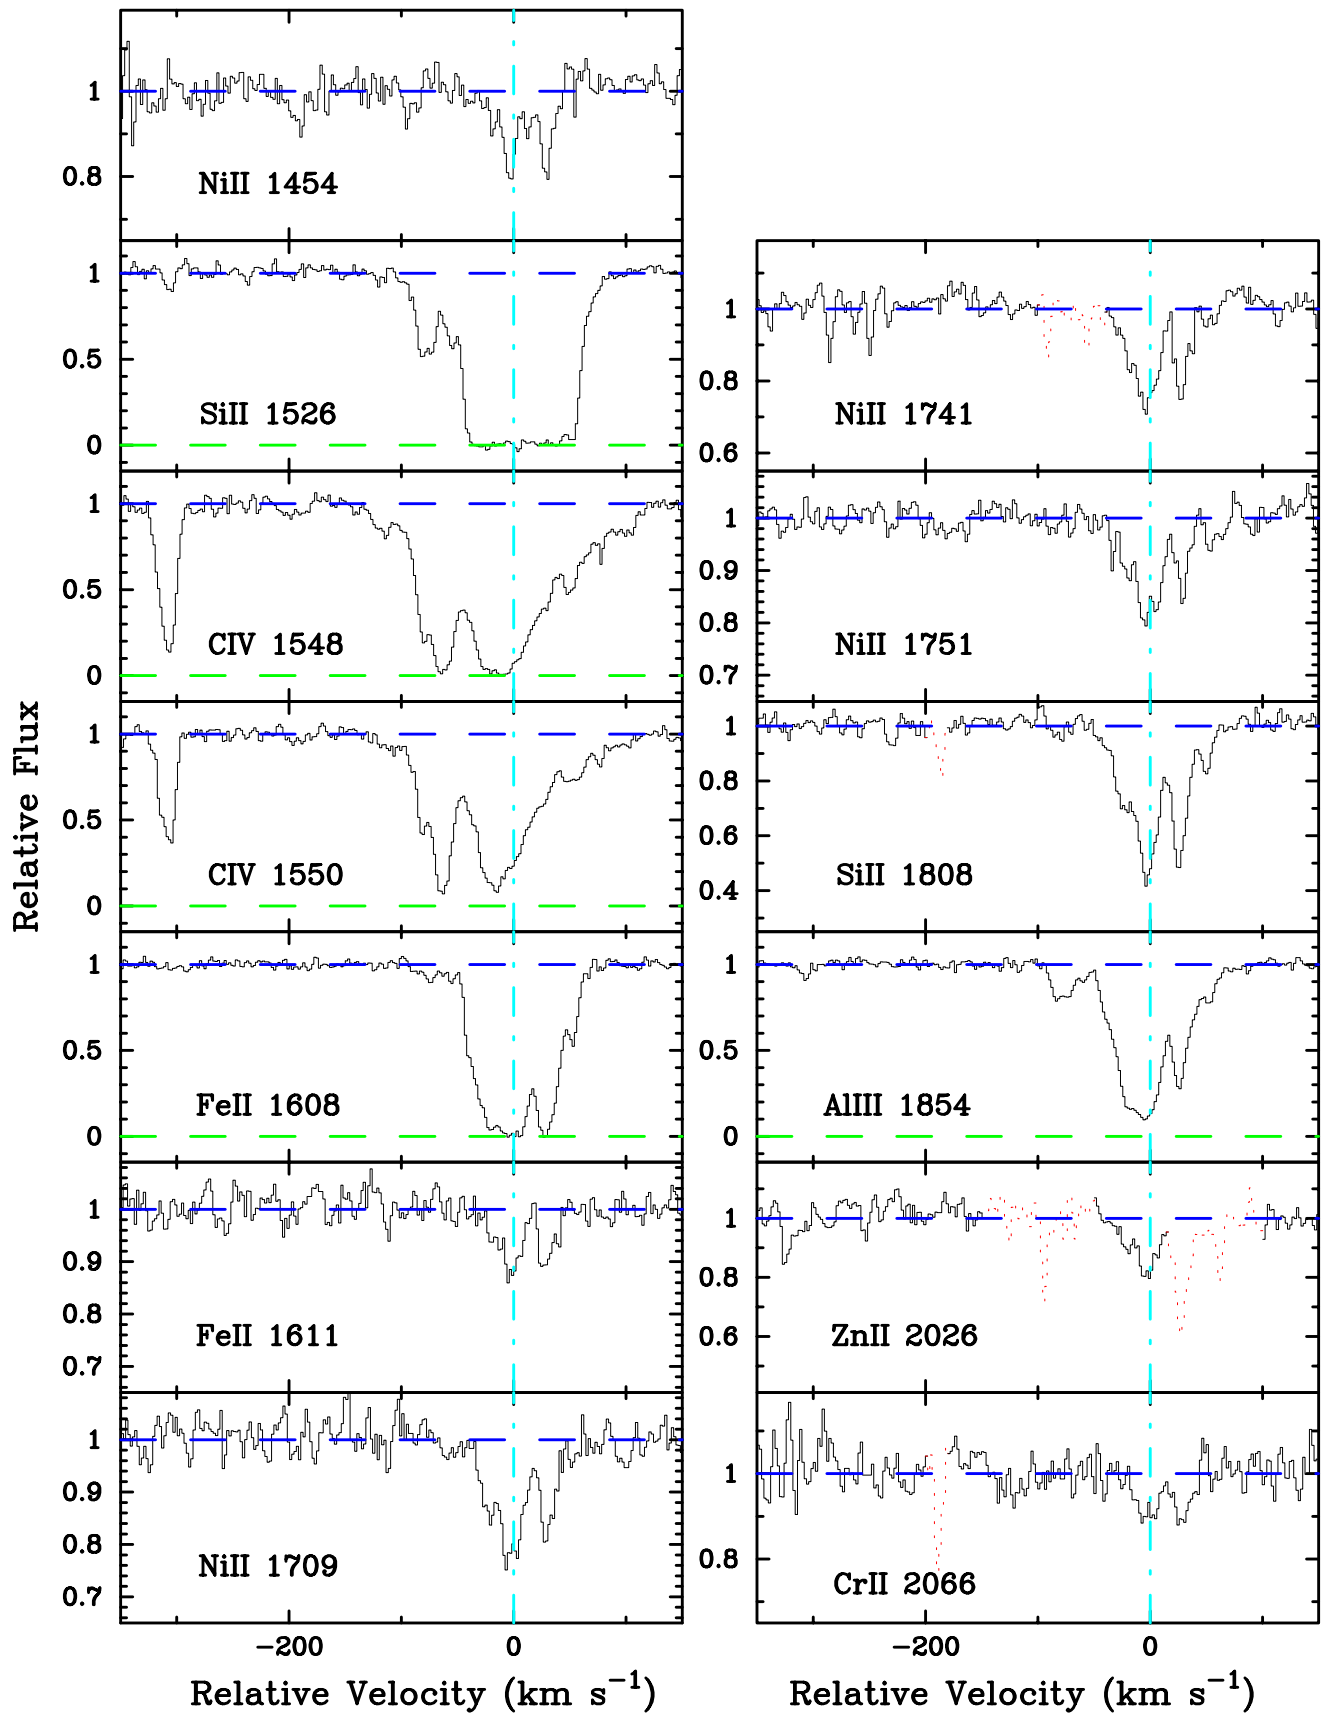 1
0.8
NiII 1454
1
0.5
0
SiII 1526
1
0.5
0
CIV 1548
1
0.5
0
CIV 1550
1
0.5
0
FeII 1608
1
0.9
0.8
0.7
FeII 1611
1
0.9
0.8
0.7
NiII 1709
-200 0
Relative Velocity (km s⁻¹)
Relative Flux
1
0.8
0.6
NiII 1741
1
0.9
0.8
0.7
NiII 1751
1
0.8
0.6
0.4
SiII 1808
1
0.5
0
AlIII 1854
1
0.8
0.6
ZnII 2026
1
0.8
CrII 2066
-200 0
Relative Velocity (km s⁻¹)